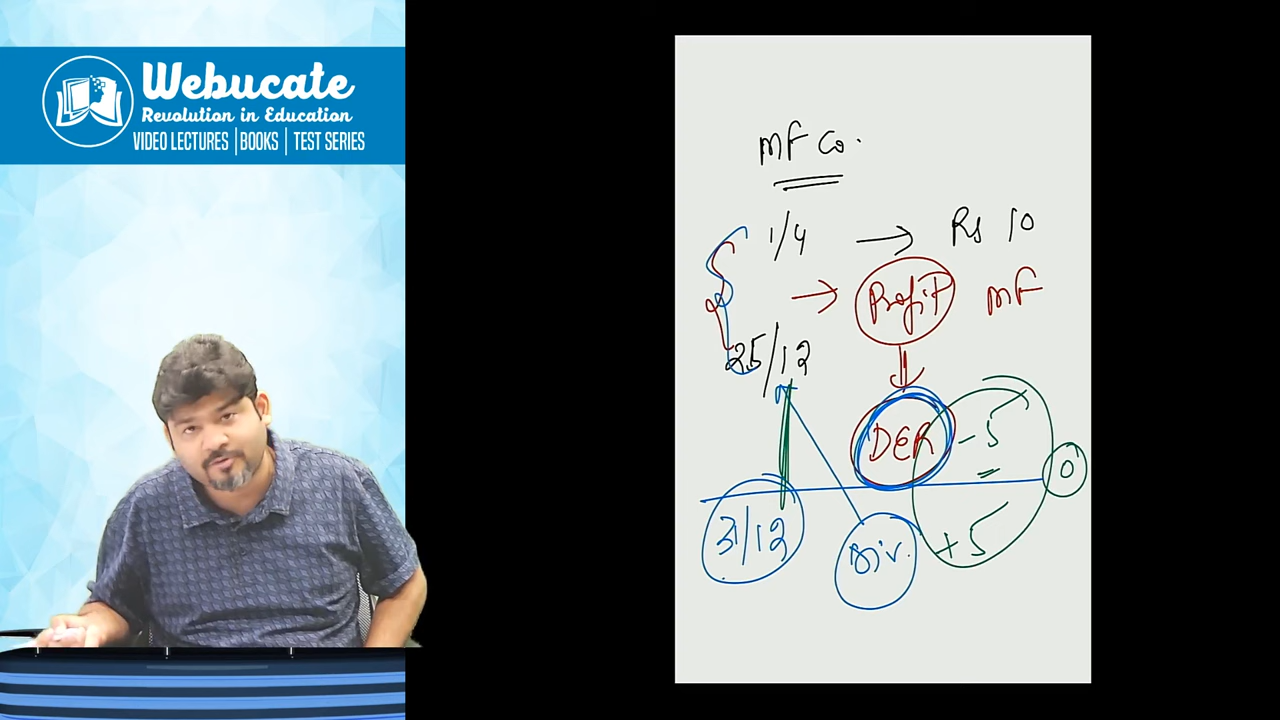 Webucate
Revolution in Education
VIDEO LECTURES | BOOKS | TEST SERIES
MF Co.
1/4 → Rs 10
→ Profit MF
25/12
DER - 5
0
31/12 Div. + 5